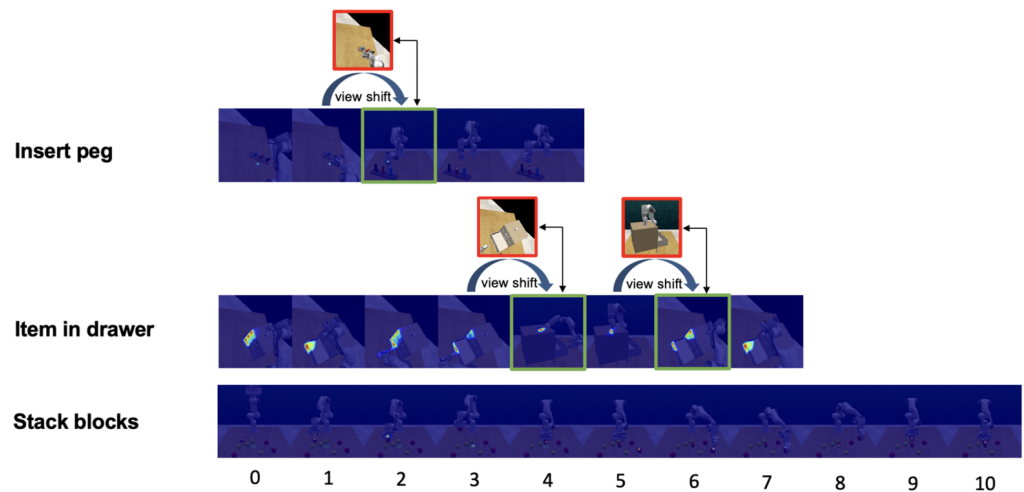 view shift
Insert peg
view shift
view shift
Item in drawer
Stack blocks
0 1 2 3 4 5 6 7 8 9 10